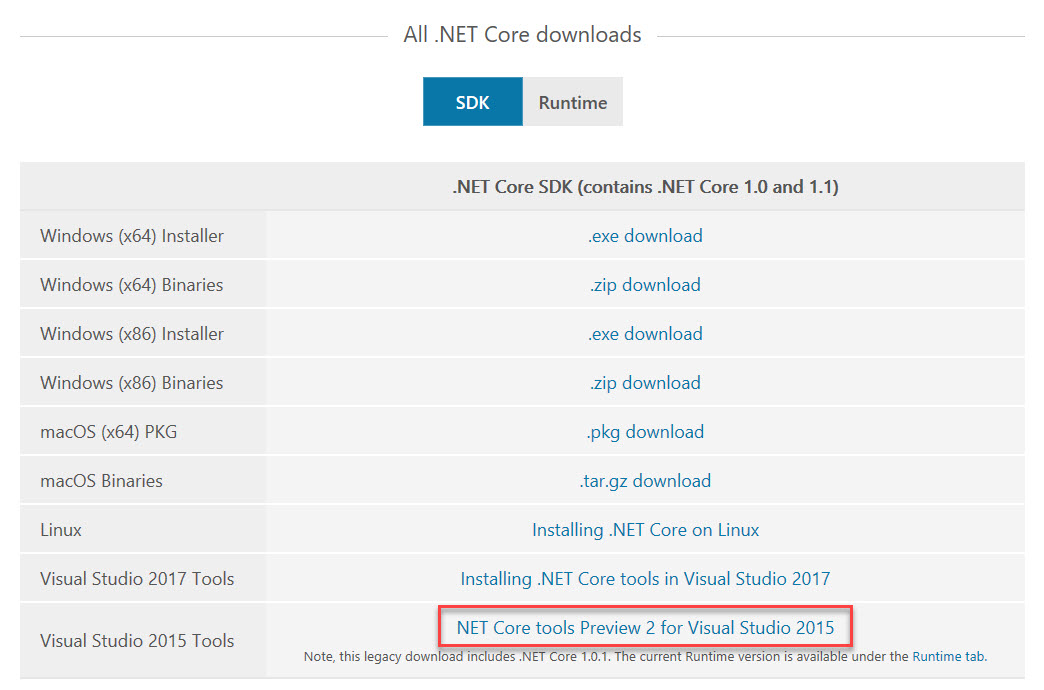 All .NET Core downloads
SDK
Runtime
.NET Core SDK (contains .NET Core 1.0 and 1.1)
Windows (x64) Installer
.exe download
Windows (x64) Binaries
.zip download
Windows (x86) Installer
.exe download
Windows (x86) Binaries
.zip download
macOS (x64) PKG
.pkg download
macOS Binaries
.tar.gz download
Linux
Installing .NET Core on Linux
Visual Studio 2017 Tools
Installing .NET Core tools in Visual Studio 2017
Visual Studio 2015 Tools
NET Core tools Preview 2 for Visual Studio 2015
Note, this legacy download includes .NET Core 1.0.1. The current Runtime version is available under the Runtime tab.